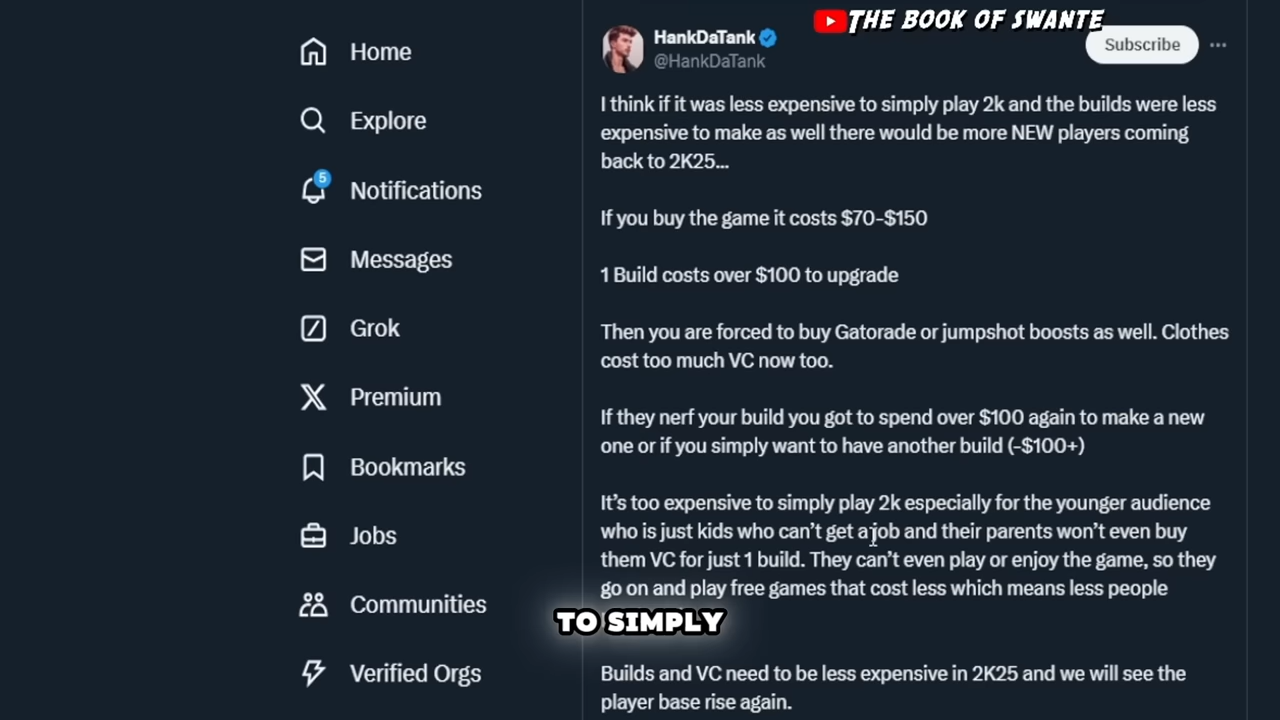 THE BOOK OF SWANTE
Home
Explore
5
Notifications
Messages
Grok
Premium
Bookmarks
Jobs
Communities
Verified Orgs
HankDaTank
@HankDaTank
Subscribe
I think if it was less expensive to simply play 2k and the builds were less
expensive to make as well there would be more NEW players coming
back to 2K25...
If you buy the game it costs $70-$150
1 Build costs over $100 to upgrade
Then you are forced to buy Gatorade or jumpshot boosts as well. Clothes
cost too much VC now too.
If they nerf your build you got to spend over $100 again to make a new
one or if you simply want to have another build (-$100+)
It's too expensive to simply play 2k especially for the younger audience
who is just kids who can't get a job and their parents won't even buy
them VC for just 1 build. They can't even play or enjoy the game, so they
go on and play free games that cost less which means less people
TO SIMPLY
Builds and VC need to be less expensive in 2K25 and we will see the
player base rise again.